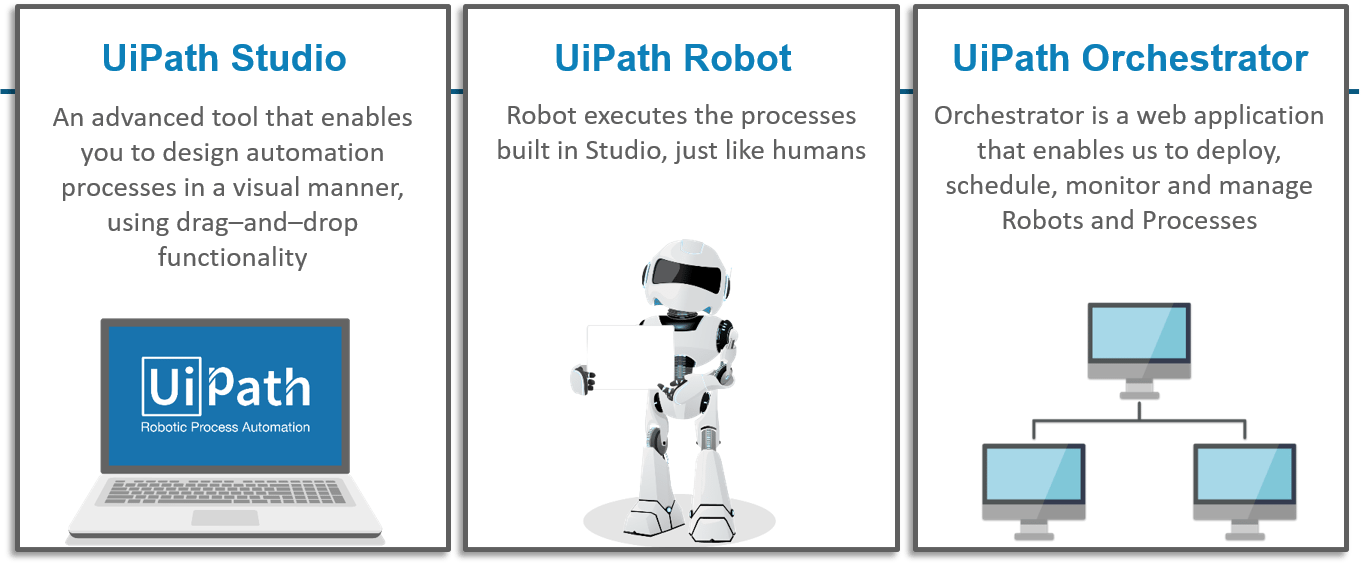 UiPath Studio
An advanced tool that enables
you to design automation
processes in a visual manner,
using drag–and–drop
functionality
UiPath
Robotic Process Automation
UiPath Robot
Robot executes the processes
built in Studio, just like humans
UiPath Orchestrator
Orchestrator is a web application
that enables us to deploy,
schedule, monitor and manage
Robots and Processes